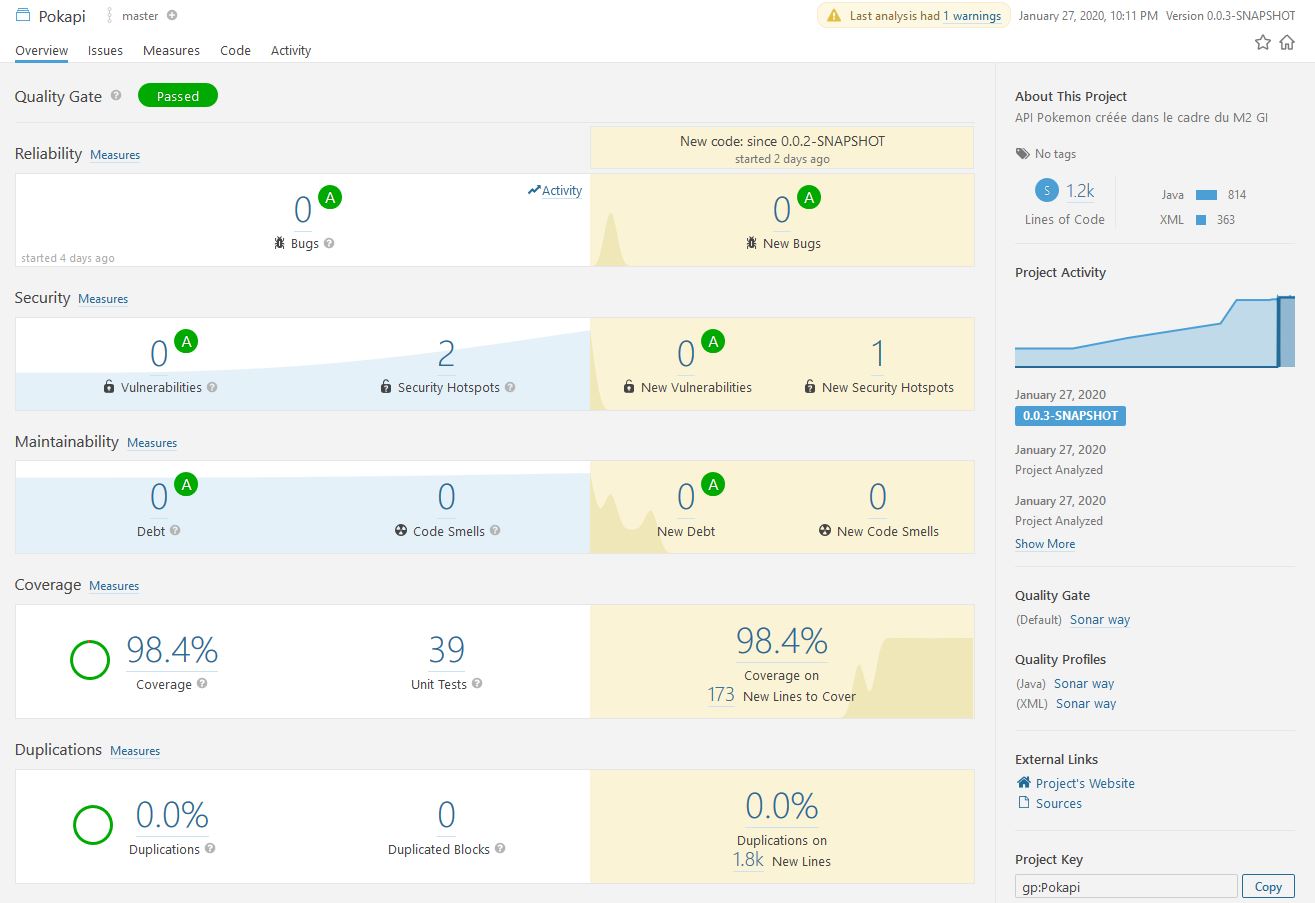 Pokapi master
Last analysis had 1 warnings January 27, 2020, 10:11 PM Version 0.0.3-SNAPSHOT
Overview Issues Measures Code Activity
Quality Gate ? Passed
New code: since 0.0.2-SNAPSHOT
started 2 days ago
Reliability Measures
Activity
0 A
Bugs ?
started 4 days ago
0 A
New Bugs
Security Measures
0 A
Vulnerabilities ?
2
Security Hotspots ?
0 A
New Vulnerabilities
1
New Security Hotspots
Maintainability Measures
0 A
Debt ?
0
Code Smells ?
0 A
New Debt
0
New Code Smells
Coverage Measures
98.4%
Coverage ?
39
Unit Tests ?
98.4%
Coverage on
173 New Lines to Cover
Duplications Measures
0.0%
Duplications ?
0
Duplicated Blocks ?
0.0%
Duplications on
1.8k New Lines
About This Project
API Pokemon créée dans le cadre du M2 GI
No tags
S 1.2k
Lines of Code
Java 814
XML 363
Project Activity
January 27, 2020
0.0.3-SNAPSHOT
January 27, 2020
Project Analyzed
January 27, 2020
Project Analyzed
Show More
Quality Gate
(Default) Sonar way
Quality Profiles
(Java) Sonar way
(XML) Sonar way
External Links
Project's Website
Sources
Project Key
gp:Pokapi Copy